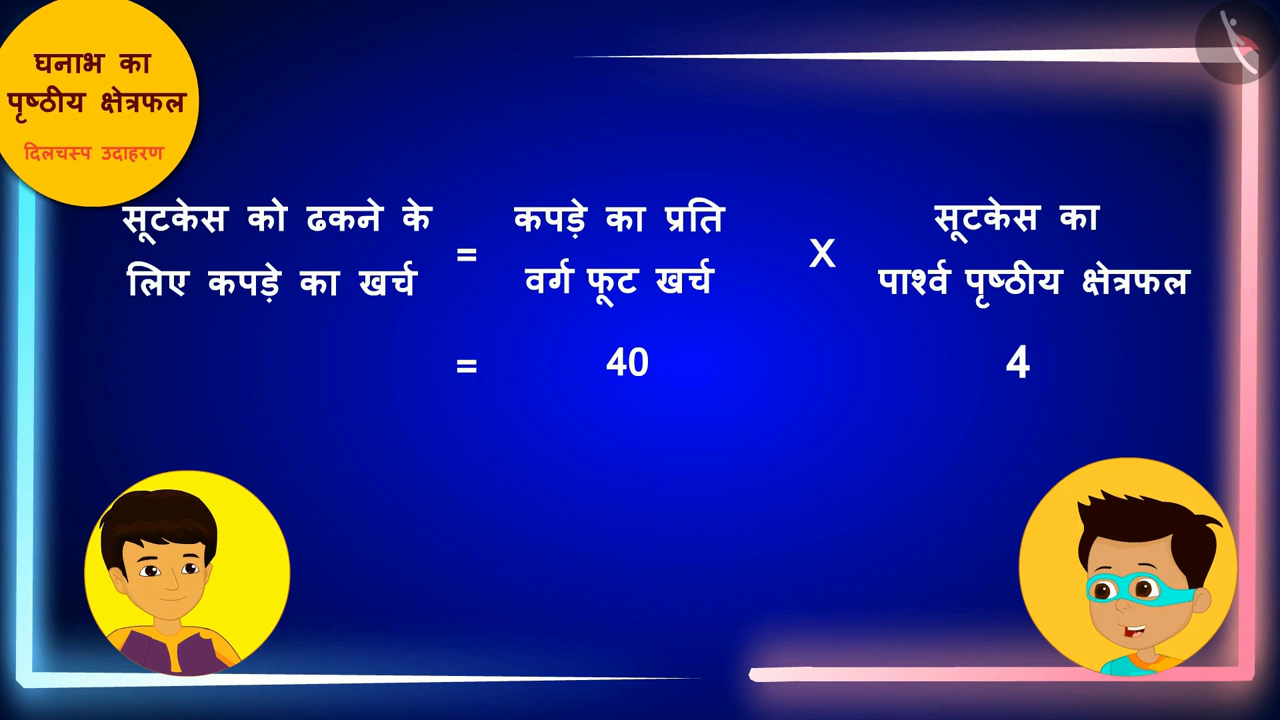 घनाभ का
पृष्ठीय क्षेत्रफल
दिलचस्प उदाहरण
सूटकेस को ढकने के
लिए कपड़े का खर्च
=
कपड़े का प्रति
वर्ग फूट खर्च
X
सूटकेस का
पार्श्व पृष्ठीय क्षेत्रफल
= 40 4